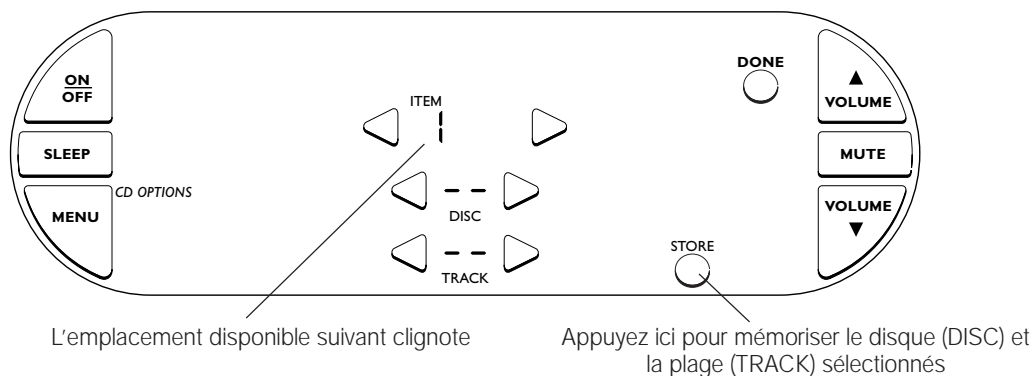 ON
OFF
SLEEP
MENU
CD OPTIONS
ITEM
1
-- DISC
-- TRACK
DONE
STORE
▲
VOLUME
MUTE
VOLUME
▼
L'emplacement disponible suivant clignote
Appuyez ici pour mémoriser le disque (DISC) et
la plage (TRACK) sélectionnés